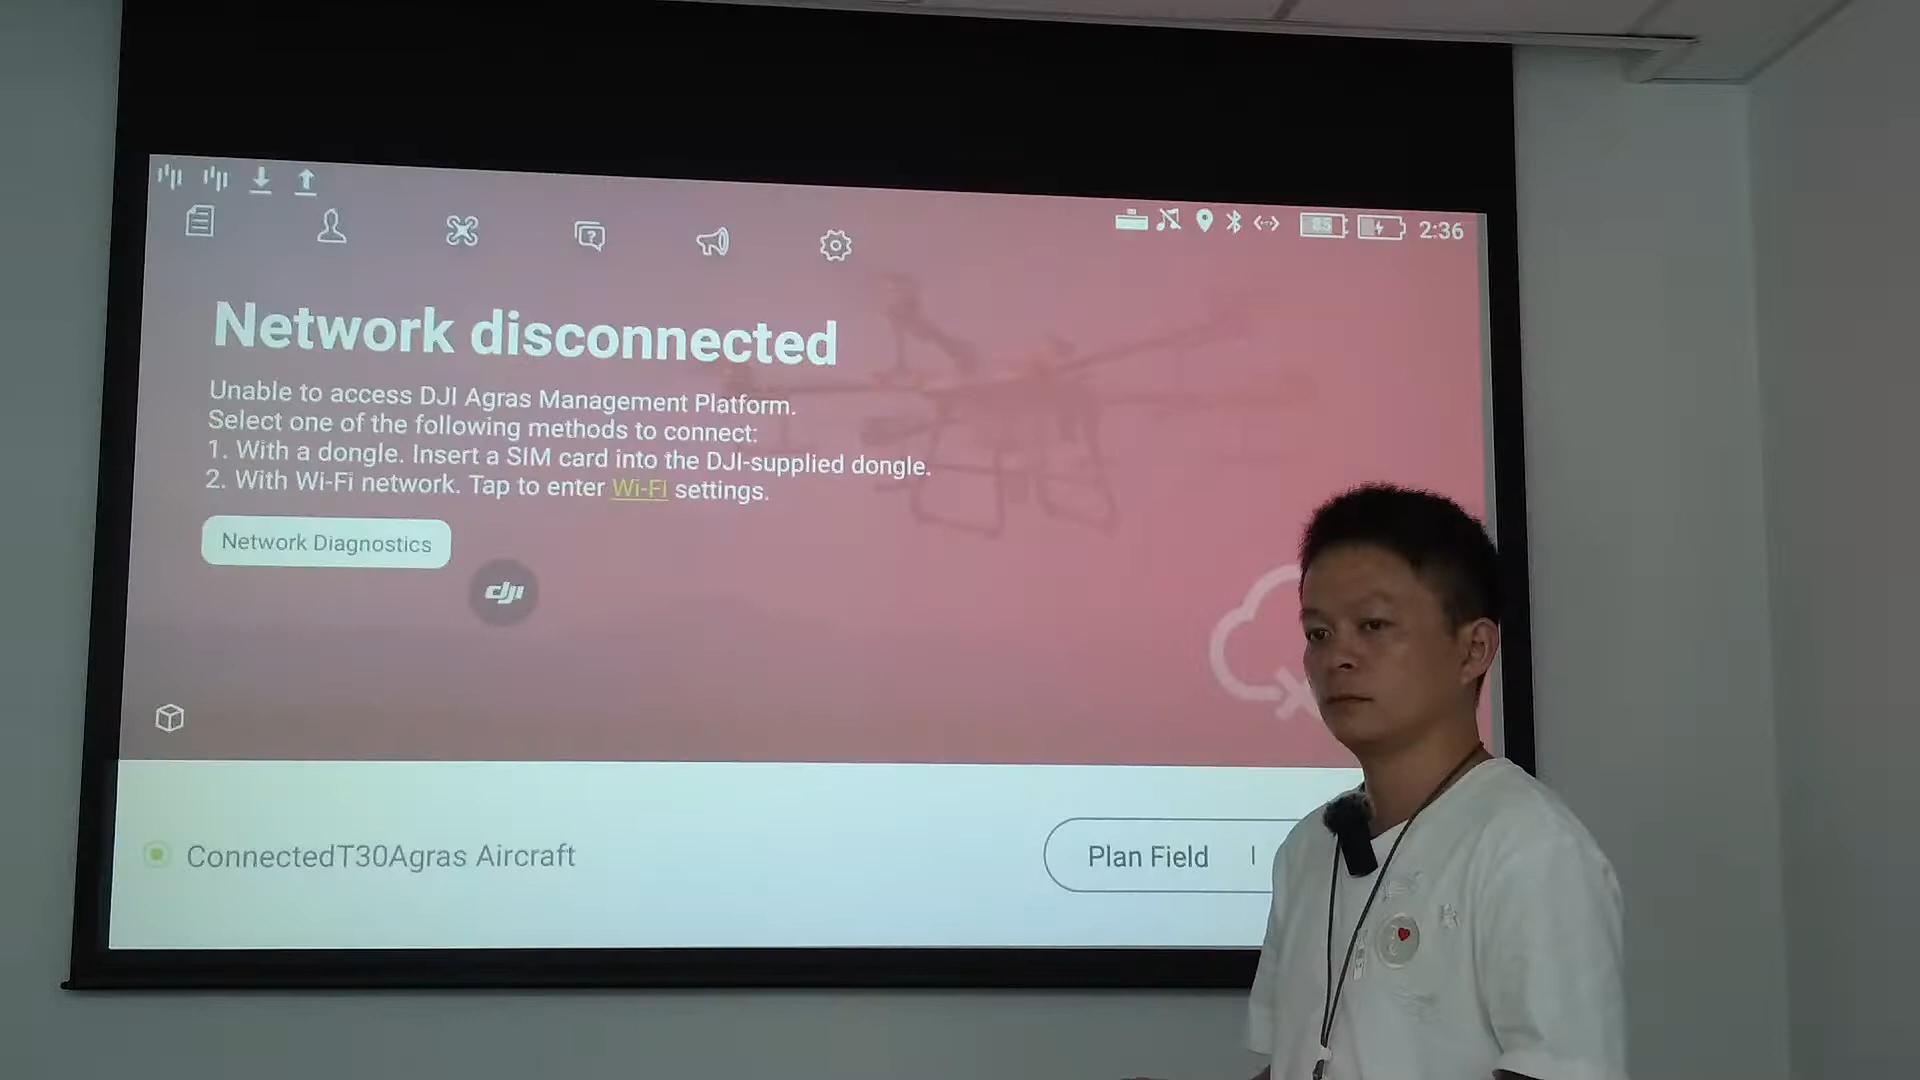 85
2:36
Network disconnected
Unable to access DJI Agras Management Platform.
Select one of the following methods to connect:
1. With a dongle. Insert a SIM card into the DJI-supplied dongle.
2. With Wi-Fi network. Tap to enter Wi-Fi settings.
Network Diagnostics
dji
ConnectedT30Agras Aircraft
Plan Field